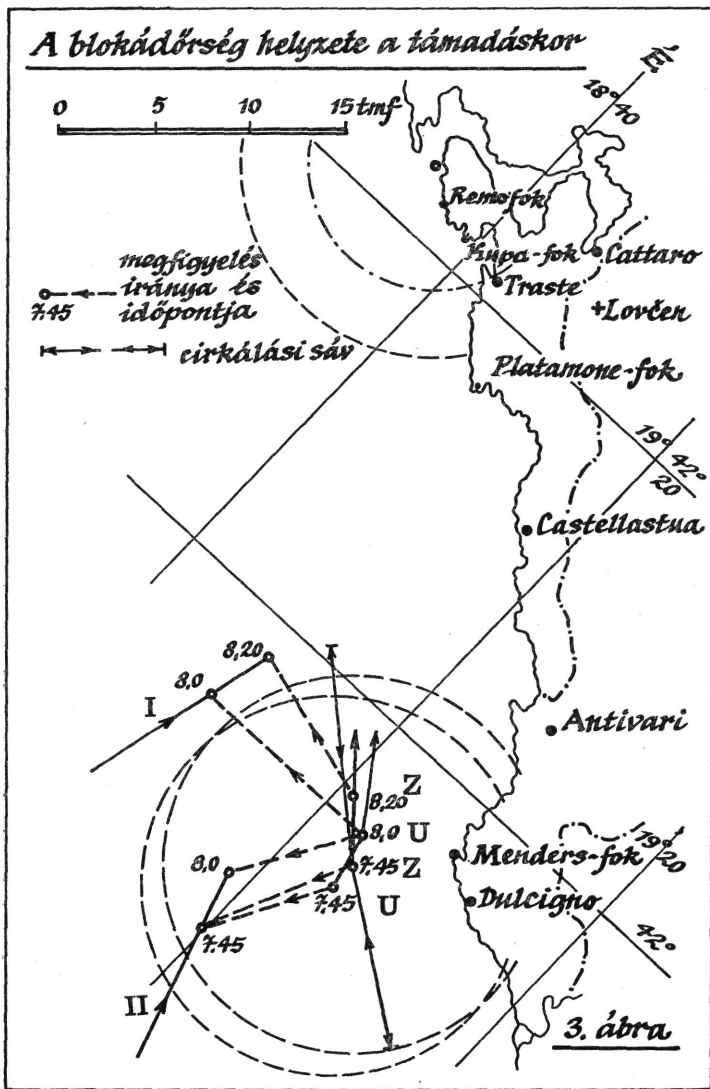 A blokádőrség helyzete a támadáskor
0 5 10 15 tmf
É.
18° 40
Remofok
Kupa-fok
Cattaro
Traste
+Lovčen
megfigyelés
iránya és
időpontja
7.45
cirkálási sáv
Platamone-fok
19° 42°
20
Castellastua
8,20
8,0
I
I
Antivari
Z
8,20
8,0 U
7.45 Z
8,0
7.45
U
7.45
Menders-fok
19°
20
Dulcigno
42°
II
3. ábra